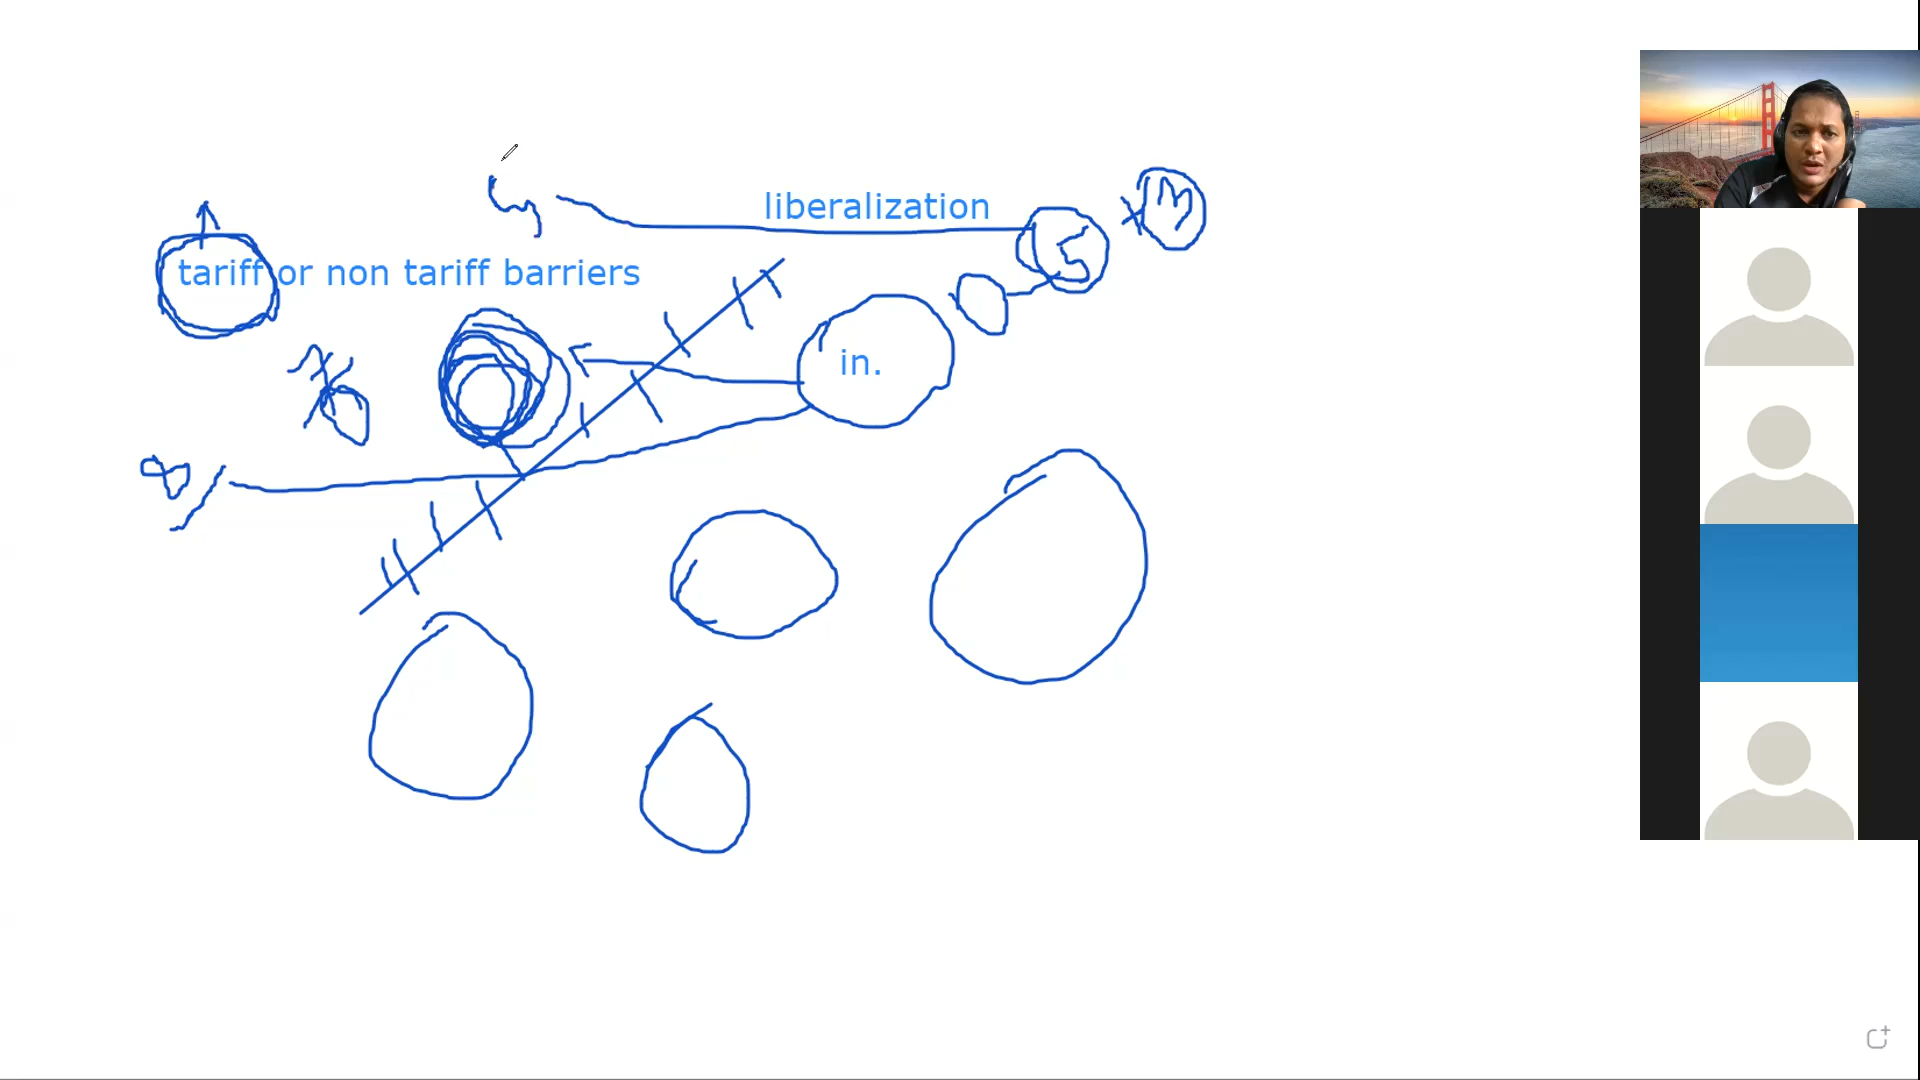 liberalization
tariff or non tariff barriers
in.